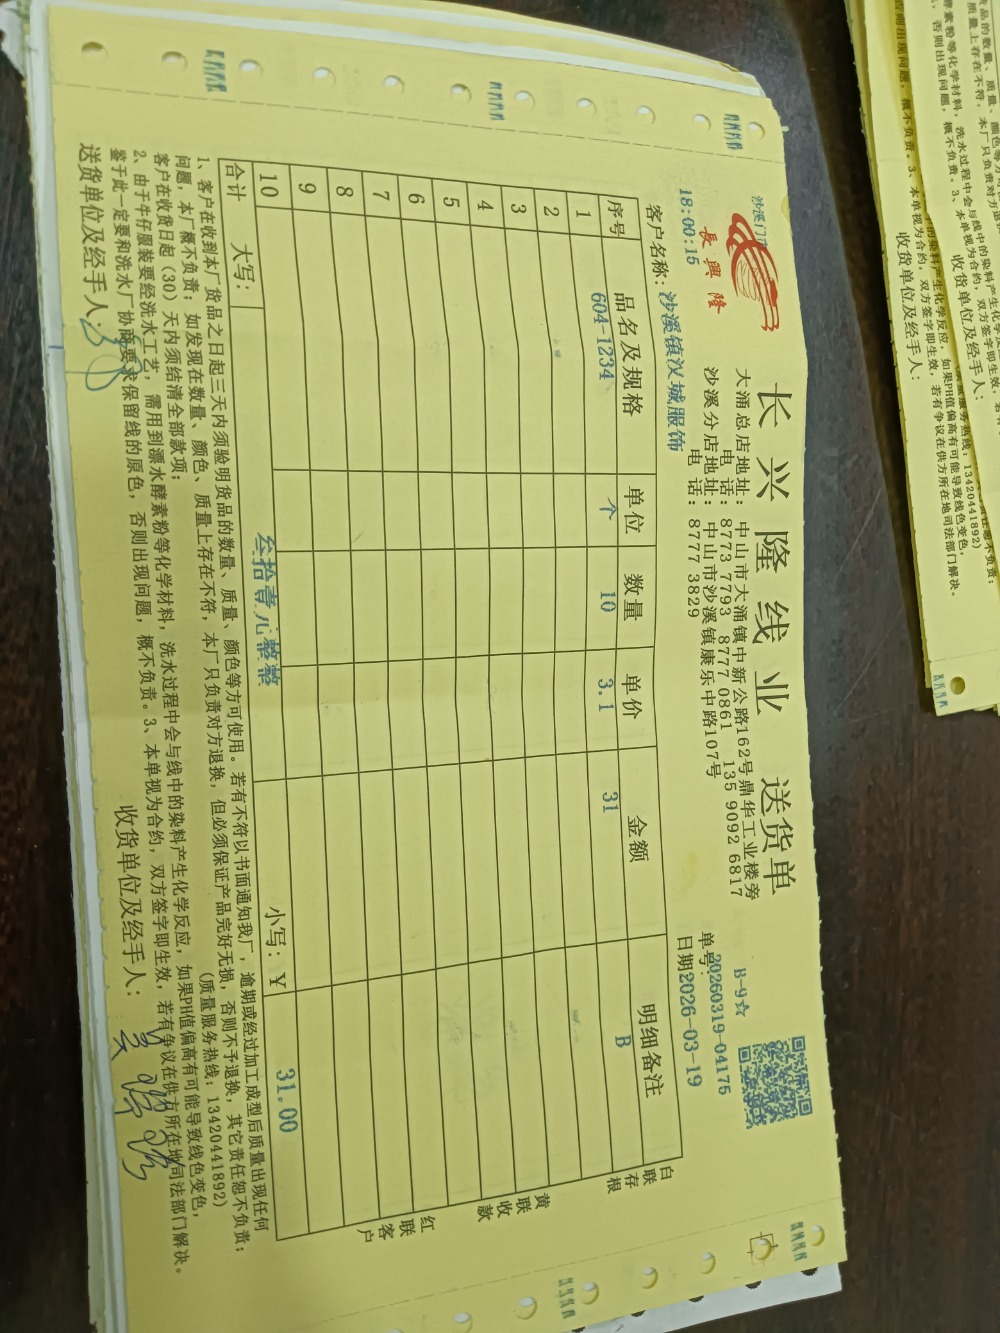 沙溪门市
長興隆
18:00:15
长兴隆线业 送货单
大涌总店地址: 中山市大涌镇中新公路162号鼎华工业楼旁
电 话: 8773 7793 8777 0861 135 9092 6817
沙溪分店地址: 中山市沙溪镇康乐中路107号
电 话: 8777 3829
B-9☆
单号: 20260319-04175
日期 2026-03-19
客户名称: 沙溪镇汉城服饰
序号 品名及规格 单位 数量 单价 金额 明细备注
1 604-1234 个 10 3.1 31 B
2
3
4
5
6
7
8
9
10
合计 大写: 叁拾壹元整整 小写: ¥ 31.00
白联存根
黄联收款
红联客户
1、客户在收到本厂货品之日起三天内须验明货品的数量、质量、颜色等方可使用。若有不符以书面通知我厂，逾期或经过加工成型后质量出现任何
问题，本厂概不负责；如发现在数量、颜色、质量上存在不符，本厂只负责对方退换，但必须保证产品完好无损，否则不予退换，其它责任恕不负责；
客户在收货日起（30）天内须结清全部款项； (质量服务热线: 13420441892)
2、由于牛仔服装要经洗水工艺，需用到漂水酵素粉等化学材料，洗水过程中会与线中的染料产生化学反应，如果PH值偏高有可能导致线色变色，
鉴于此一定要和洗水厂协商要求保留线的原色，否则出现问题，概不负责。3、本单视为合约，双方签字即生效，若有争议在供方所在地司法部门解决。
送货单位及经手人:
收货单位及经手人:
13420441892)
收货单位及经手人:
收货单位及经手人: